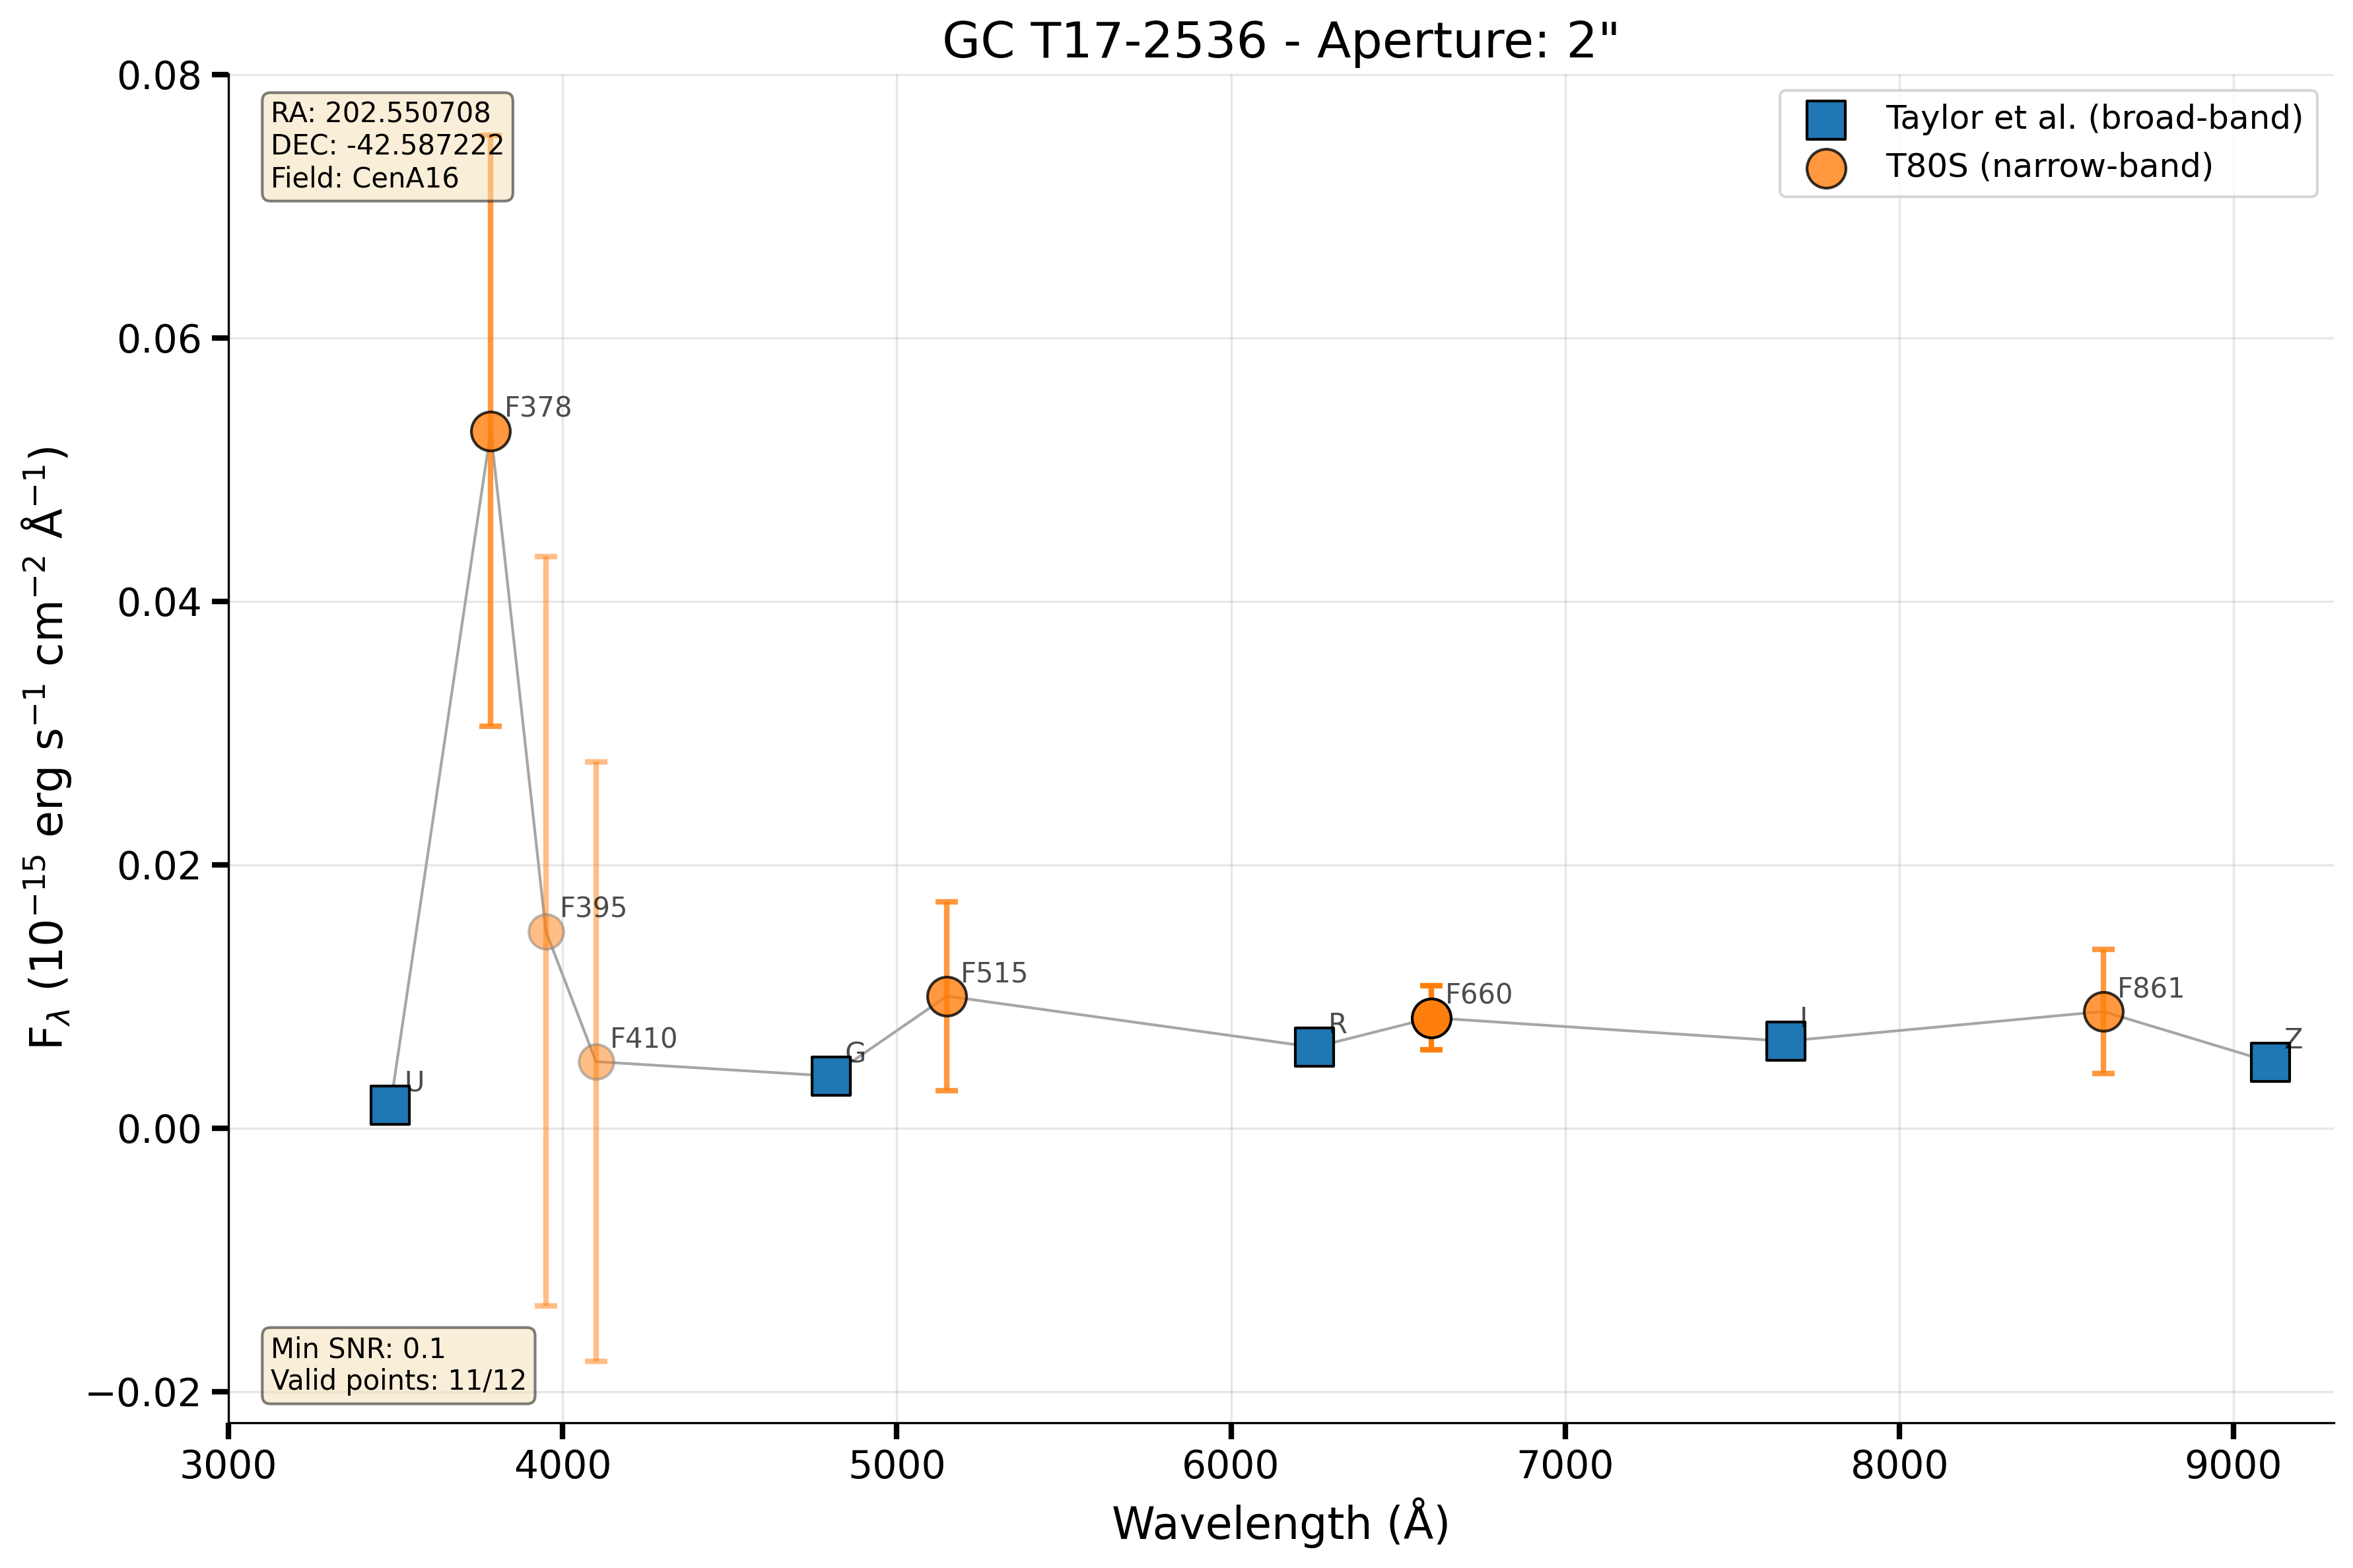 GC T17-2536 - Aperture: 2"
RA: 202.550708
DEC: -42.587222
Field: CenA16
Taylor et al. (broad-band)
T80S (narrow-band)
0.08
0.06
0.04
0.02
0.00
−0.02
F$_{λ}$ (10$^{−15}$ erg s$^{−1}$ cm$^{−2}$ Å$^{−1}$)
U
F378
F395
F410
G
F515
R
F660
I
F861
Z
Min SNR: 0.1
Valid points: 11/12
3000 4000 5000 6000 7000 8000 9000
Wavelength (Å)